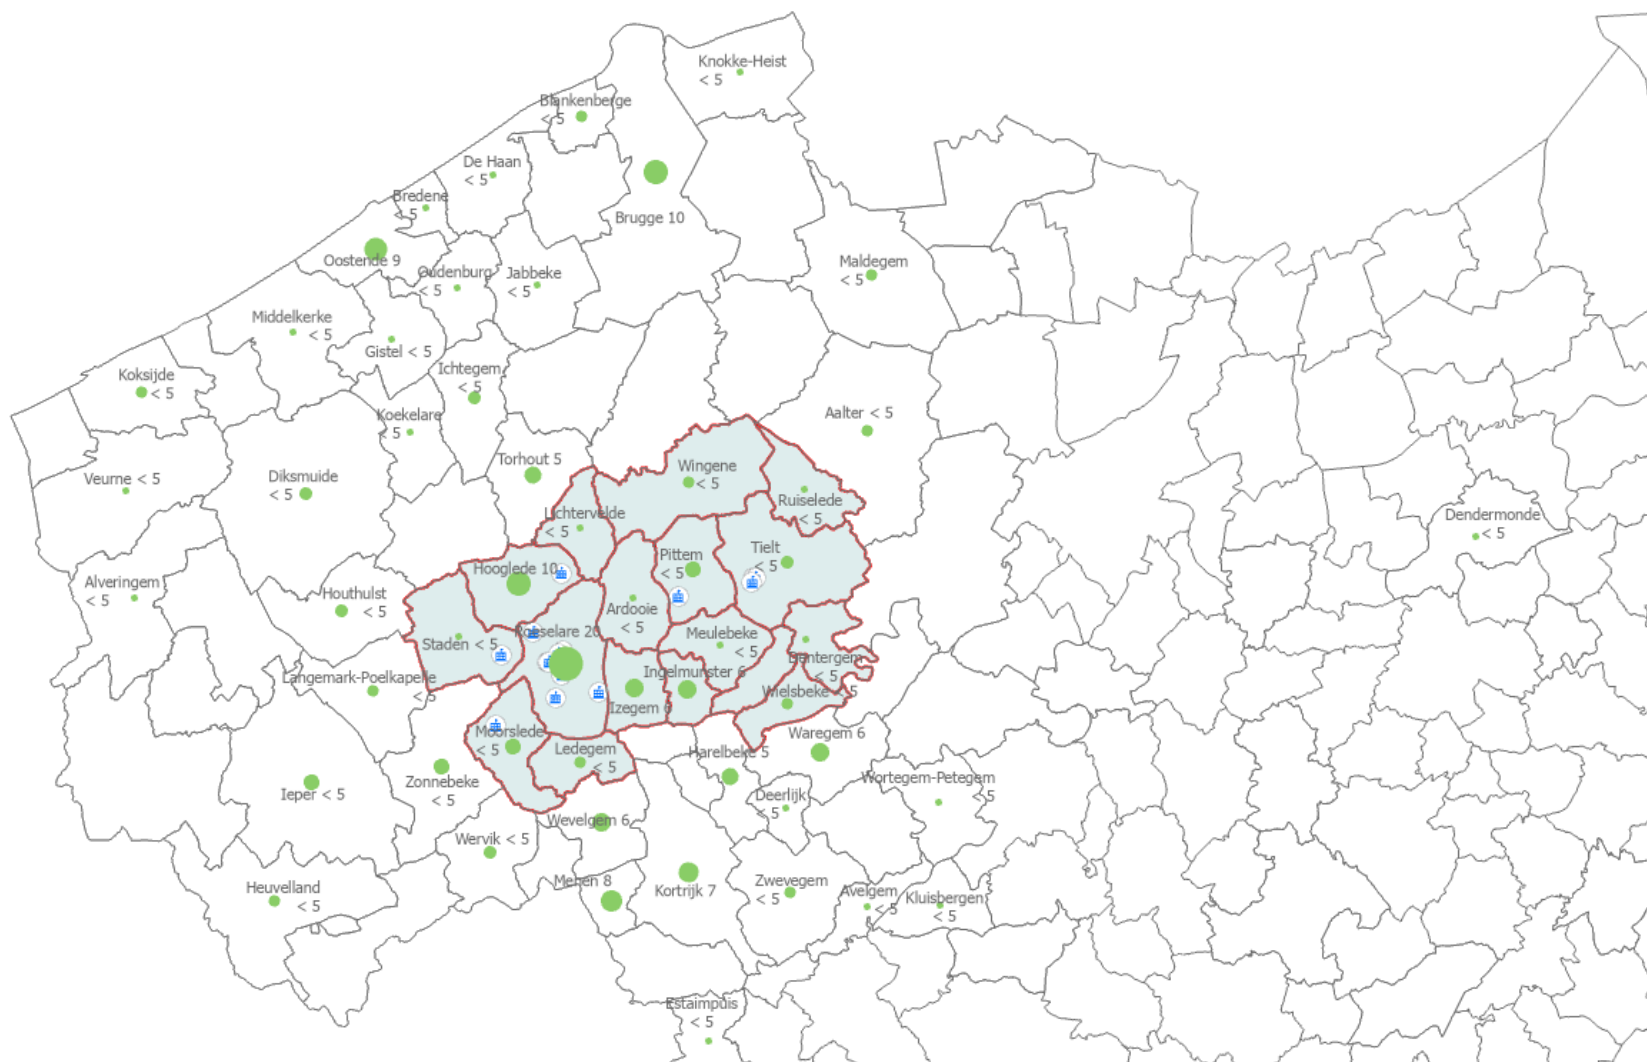 Knokke-Heist
< 5
Blankenberge
< 5
De Haan
< 5
Bredene
< 5
Brugge 10
Oostende 9
Oudenburg
< 5
Jabbeke
< 5
Maldegem
< 5
Middelkerke
< 5
Gistel < 5
Ichtegem
< 5
Koksijde
< 5
Koekelare
< 5
Aalter < 5
Torhout 5
Wingene
< 5
Veurne < 5
Diksmuide
< 5
Ruiselede
< 5
Lichtervelde
< 5
Dendermonde
< 5
Tielt
< 5
Pittem
< 5
Hooglede 10
Alveringem
< 5
Houthulst
< 5
Ardooie
< 5
Roeselare 20
Meulebeke
< 5
Staden < 5
Dentergem
< 5
Langemark-Poelkapelle
< 5
Ingelmunster 6
Wielsbeke < 5
Izegem 6
Moorslede
< 5
Waregem 6
Ledegem
< 5
Harelbeke 5
Zonnebeke
< 5
Wortegem-Petegem
< 5
Ieper < 5
Deerlijk
< 5
Wevelgem 6
Wervik < 5
Menen 8
Kortrijk 7
Zwevegem
< 5
Avelgem
< 5
Kluisbergen
< 5
Heuvelland
< 5
Estaimpuis
< 5